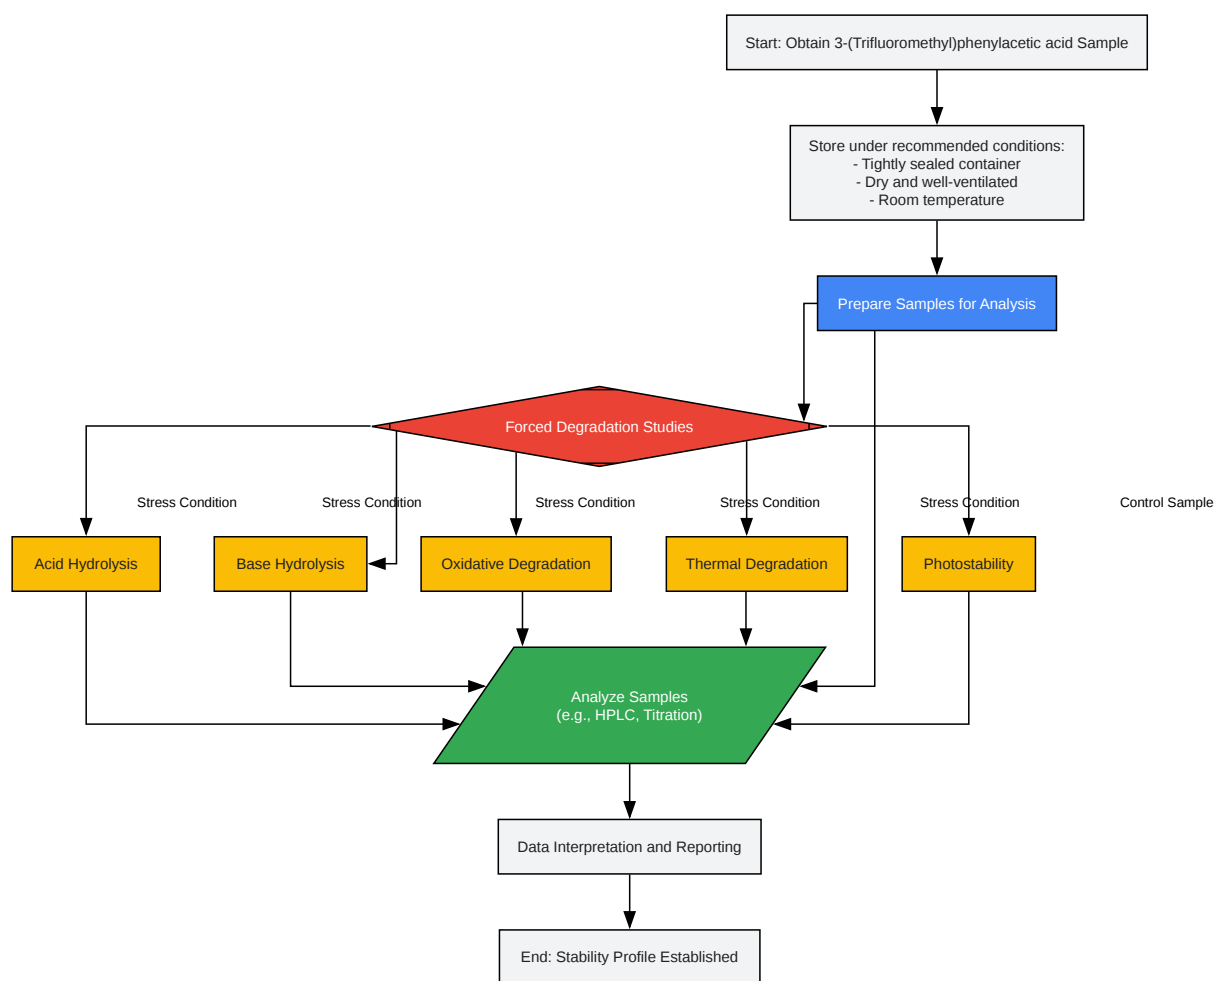 Start: Obtain 3-(Trifluoromethyl)phenylacetic acid Sample
Store under recommended conditions:
- Tightly sealed container
- Dry and well-ventilated
- Room temperature
Prepare Samples for Analysis
Forced Degradation Studies
Stress Condition
Stress Condition
Stress Condition
Stress Condition
Stress Condition
Control Sample
Acid Hydrolysis
Base Hydrolysis
Oxidative Degradation
Thermal Degradation
Photostability
Analyze Samples
(e.g., HPLC, Titration)
Data Interpretation and Reporting
End: Stability Profile Established